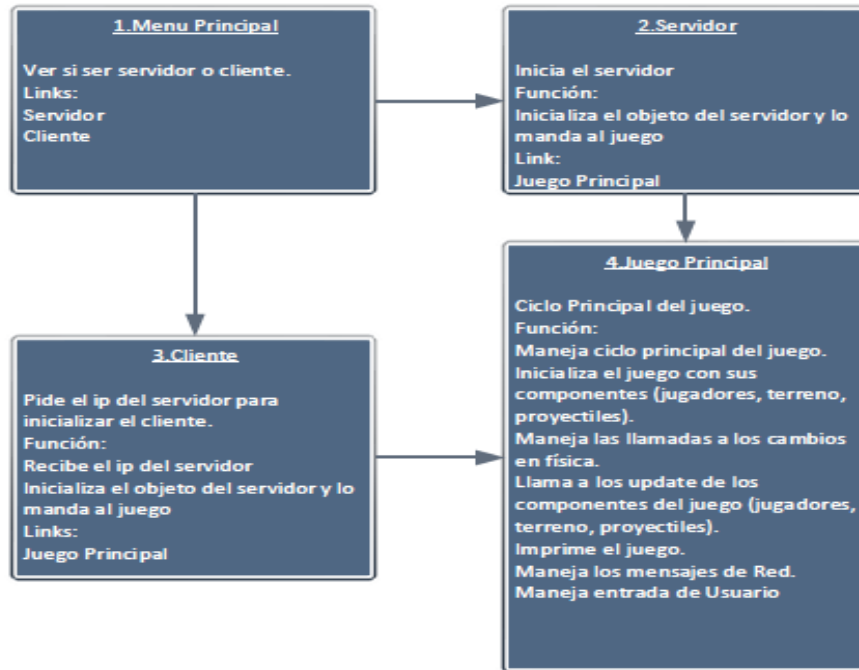 1.Menu Principal
Ver si ser servidor o cliente.
Links:
Servidor
Cliente
2.Servidor
Inicia el servidor
Función:
Inicializa el objeto del servidor y lo
manda al juego
Link:
Juego Principal
3.Cliente
Pide el ip del servidor para
inicializar el cliente.
Función:
Recibe el ip del servidor
Inicializa el objeto del servidor y lo
manda al juego
Links:
Juego Principal
4.Juego Principal
Ciclo Principal del juego.
Función:
Maneja ciclo principal del juego.
Inicializa el juego con sus
componentes (jugadores, terreno,
proyectiles).
Maneja las llamadas a los cambios
en física.
Llama a los update de los
componentes del juego (jugadores,
terreno, proyectiles).
Imprime el juego.
Maneja los mensajes de Red.
Maneja entrada de Usuario